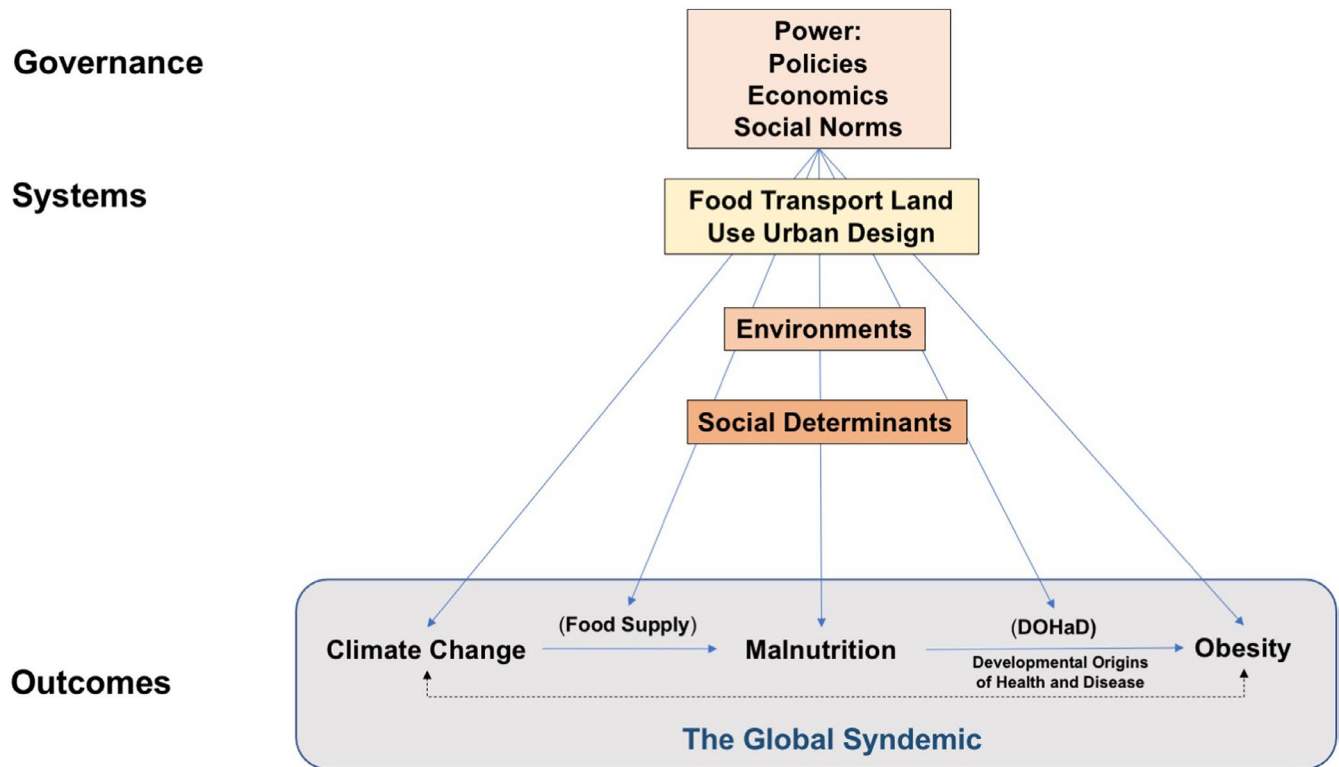 Governance
Power:
Policies
Economics
Social Norms
Systems
Food Transport Land
Use Urban Design
Environments
Social Determinants
Outcomes
Climate Change
(Food Supply)
Malnutrition
(DOHaD)
Developmental Origins
of Health and Disease
Obesity
The Global Syndemic